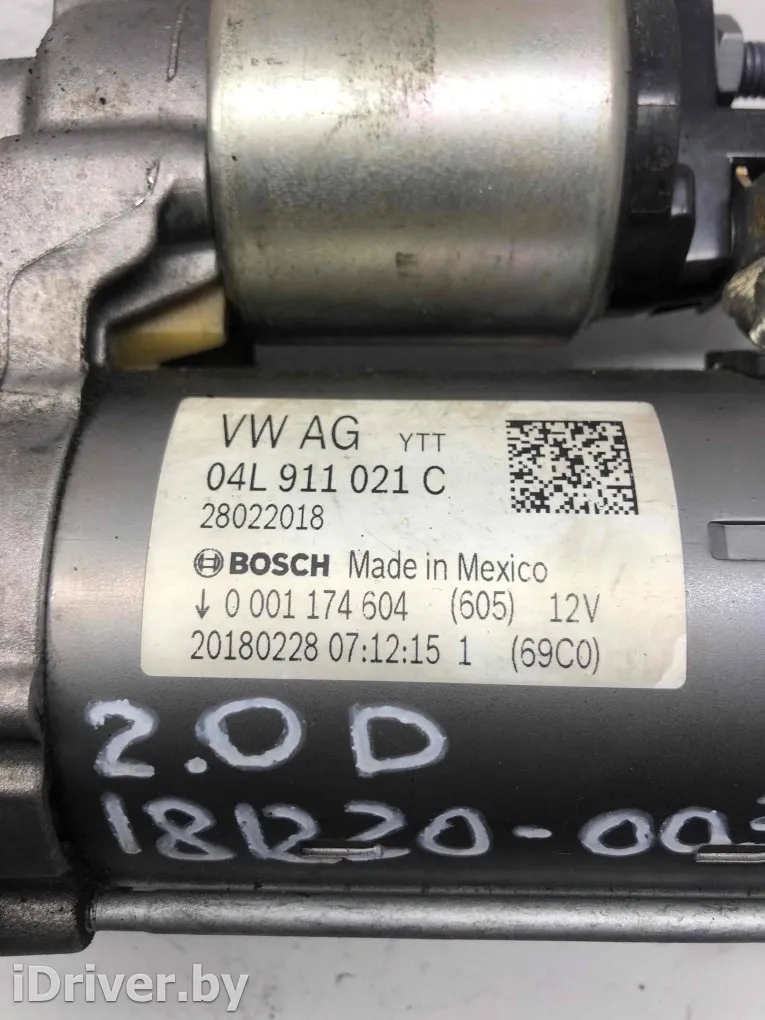 VW AG YTT
04L 911 021 C
28022018
BOSCH Made in Mexico
↓ 0 001 174 604 (605) 12V
20180228 07:12:15 1 (69C0)
2.0 D
iDriver.by